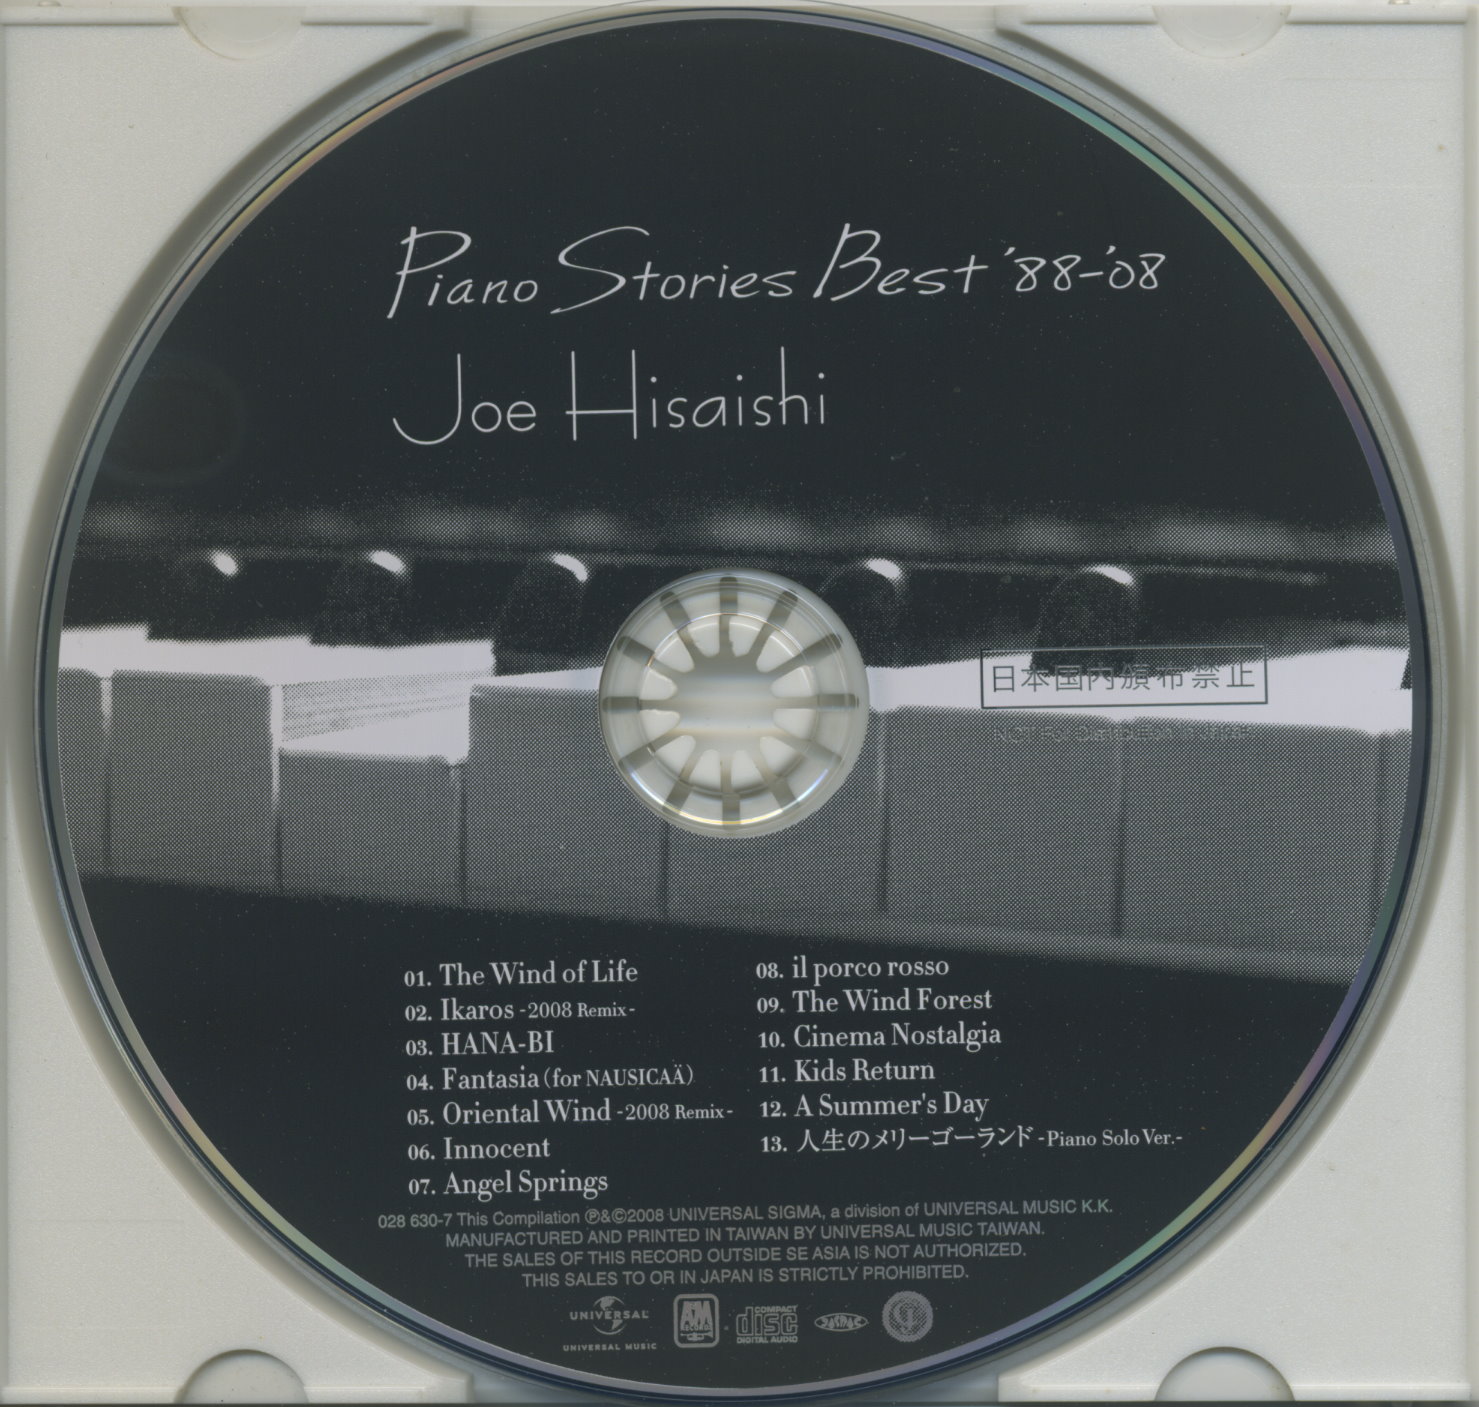 Piano Stories Best '88-'08
Joe Hisaishi
日本国内頒布禁止
01. The Wind of Life
02. Ikaros -2008 Remix-
03. HANA-BI
04. Fantasia (for NAUSICAÄ)
05. Oriental Wind -2008 Remix-
06. Innocent
07. Angel Springs
08. il porco rosso
09. The Wind Forest
10. Cinema Nostalgia
11. Kids Return
12. A Summer's Day
13. 人生のメリーゴーランド -Piano Solo Ver.-
028 630-7 This Compilation ℗&©2008 UNIVERSAL SIGMA, a division of UNIVERSAL MUSIC K.K.
MANUFACTURED AND PRINTED IN TAIWAN BY UNIVERSAL MUSIC TAIWAN.
THE SALES OF THIS RECORD OUTSIDE SE ASIA IS NOT AUTHORIZED.
THIS SALES TO OR IN JAPAN IS STRICTLY PROHIBITED.
UNIVERSAL
UNIVERSAL MUSIC
A&M RECORDS
COMPACT disc DIGITAL AUDIO